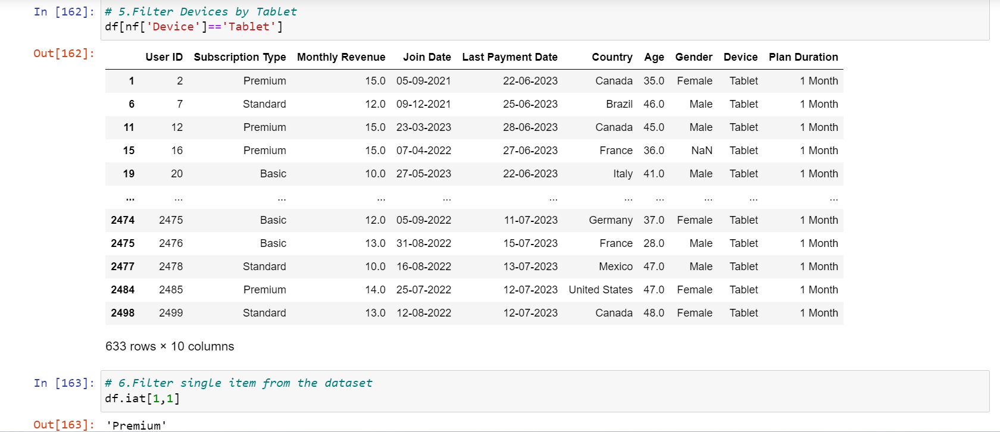 In [162]: # 5.Filter Devices by Tablet
df[nf['Device']=='Tablet']
Out[162]:
User ID Subscription Type Monthly Revenue Join Date Last Payment Date Country Age Gender Device Plan Duration
1 2 Premium 15.0 05-09-2021 22-06-2023 Canada 35.0 Female Tablet 1 Month
6 7 Standard 12.0 09-12-2021 25-06-2023 Brazil 46.0 Male Tablet 1 Month
11 12 Premium 15.0 23-03-2023 28-06-2023 Canada 45.0 Male Tablet 1 Month
15 16 Premium 15.0 07-04-2022 27-06-2023 France 36.0 NaN Tablet 1 Month
19 20 Basic 10.0 27-05-2023 22-06-2023 Italy 41.0 Male Tablet 1 Month
... ... ... ... ... ... ... ... ... ... ...
2474 2475 Basic 12.0 05-09-2022 11-07-2023 Germany 37.0 Female Tablet 1 Month
2475 2476 Basic 13.0 31-08-2022 15-07-2023 France 28.0 Male Tablet 1 Month
2477 2478 Standard 10.0 16-08-2022 13-07-2023 Mexico 47.0 Male Tablet 1 Month
2484 2485 Premium 14.0 25-07-2022 12-07-2023 United States 47.0 Female Tablet 1 Month
2498 2499 Standard 13.0 12-08-2022 12-07-2023 Canada 48.0 Female Tablet 1 Month
633 rows × 10 columns
In [163]: # 6.Filter single item from the dataset
df.iat[1,1]
Out[163]: 'Premium'